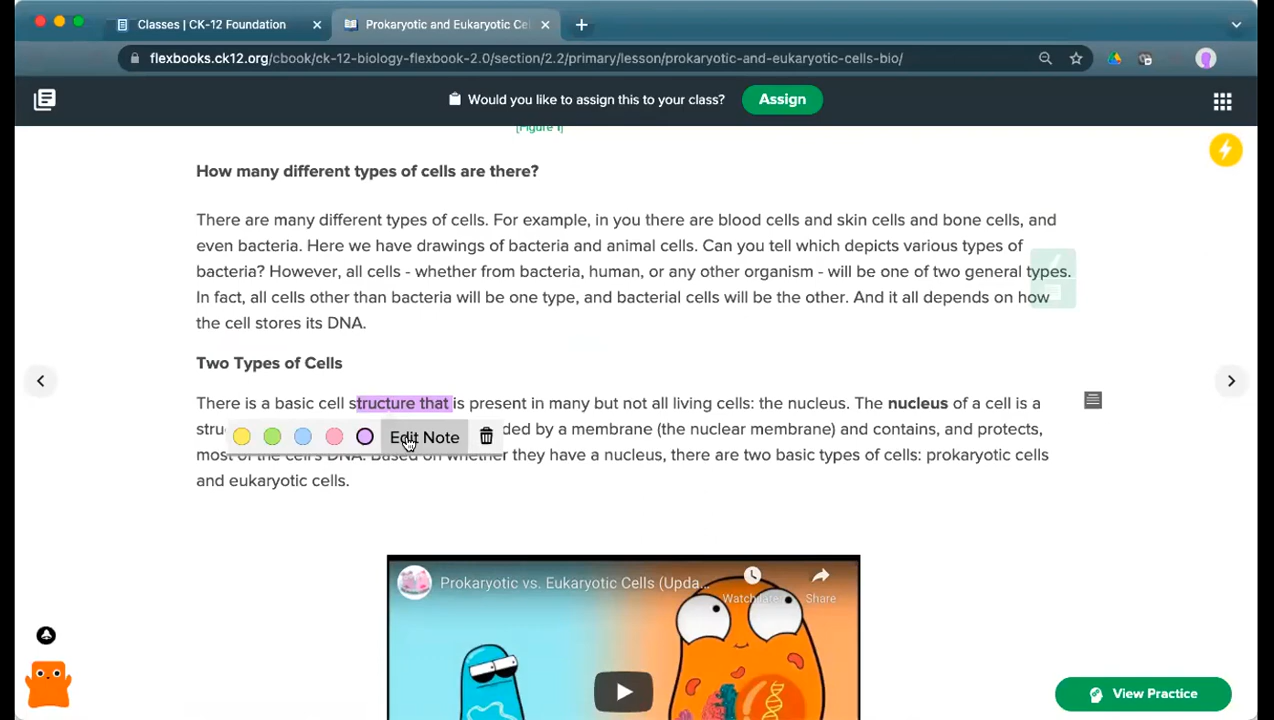 Classes | CK-12 Foundation
Prokaryotic and Eukaryotic Ce
flexbooks.ck12.org/cbook/ck-12-biology-flexbook-2.0/section/2.2/primary/lesson/prokaryotic-and-eukaryotic-cells-bio/
Would you like to assign this to your class?
Assign
[Figure 1]
How many different types of cells are there?
There are many different types of cells. For example, in you there are blood cells and skin cells and bone cells, and
even bacteria. Here we have drawings of bacteria and animal cells. Can you tell which depicts various types of
bacteria? However, all cells - whether from bacteria, human, or any other organism - will be one of two general types.
In fact, all cells other than bacteria will be one type, and bacterial cells will be the other. And it all depends on how
the cell stores its DNA.
Two Types of Cells
There is a basic cell structure that is present in many but not all living cells: the nucleus. The nucleus of a cell is a
struc ded by a membrane (the nuclear membrane) and contains, and protects,
Edit Note
most of the cell's DNA. Based on whether they have a nucleus, there are two basic types of cells: prokaryotic cells
and eukaryotic cells.
Prokaryotic vs. Eukaryotic Cells (Upda...
Watch later
Share
View Practice